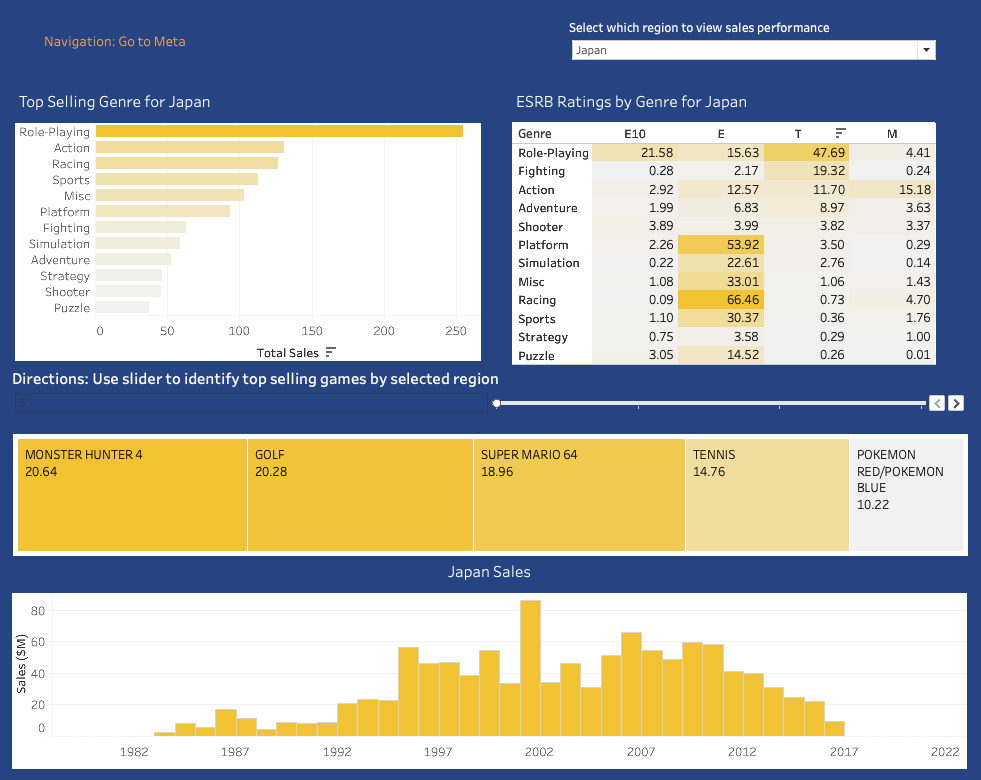 Navigation: Go to Meta
Select which region to view sales performance
Japan
Top Selling Genre for Japan
Role-Playing
Action
Racing
Sports
Misc
Platform
Fighting
Simulation
Adventure
Strategy
Shooter
Puzzle
0 50 100 150 200 250
Total Sales
ESRB Ratings by Genre for Japan
Genre E10 E T M
Role-Playing 21.58 15.63 47.69 4.41
Fighting 0.28 2.17 19.32 0.24
Action 2.92 12.57 11.70 15.18
Adventure 1.99 6.83 8.97 3.63
Shooter 3.89 3.99 3.82 3.37
Platform 2.26 53.92 3.50 0.29
Simulation 0.22 22.61 2.76 0.14
Misc 1.08 33.01 1.06 1.43
Racing 0.09 66.46 0.73 4.70
Sports 1.10 30.37 0.36 1.76
Strategy 0.75 3.58 0.29 1.00
Puzzle 3.05 14.52 0.26 0.01
Directions: Use slider to identify top selling games by selected region
5
MONSTER HUNTER 4
20.64
GOLF
20.28
SUPER MARIO 64
18.96
TENNIS
14.76
POKEMON
RED/POKEMON
BLUE
10.22
Japan Sales
Sales ($M)
80
60
40
20
0
1982 1987 1992 1997 2002 2007 2012 2017 2022